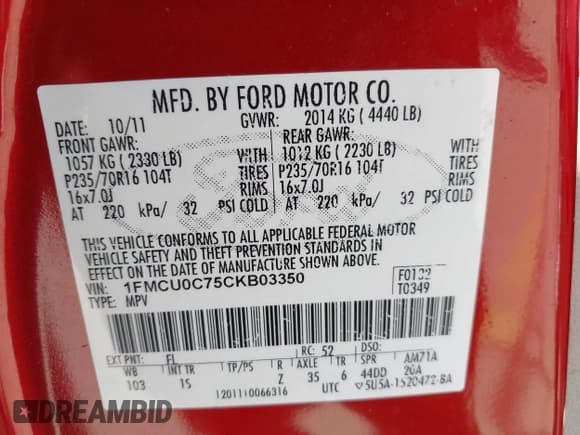 MFD. BY FORD MOTOR CO.
DATE: 10/11 GVWR: 2014 KG ( 4440 LB)
FRONT GAWR: REAR GAWR:
1057 KG ( 2330 LB) WITH 1012 KG ( 2230 LB) WITH
P235/70R16 104T TIRES P235/70R16 104T TIRES
16x7.0J RIMS 16x7.0J RIMS
AT 220 kPa/ 32 PSI COLD AT 220 kPa/ 32 PSI COLD
Ford
THIS VEHICLE CONFORMS TO ALL APPLICABLE FEDERAL MOTOR
VEHICLE SAFETY AND THEFT PREVENTION STANDARDS IN
EFFECT ON THE DATE OF MANUFACTURE SHOWN ABOVE.
VIN: 1FMCU0C75CKB03350 F0132
TYPE: MPV T0349
EXT PNT: FL RC: 52 DSO:
WB INT TR TP/PS R AXLE TR SPR AM71A
103 1S Z 35 6 44DD 20A
1201110066316 UTC 5U5A-1520472-BA
DREAMBID